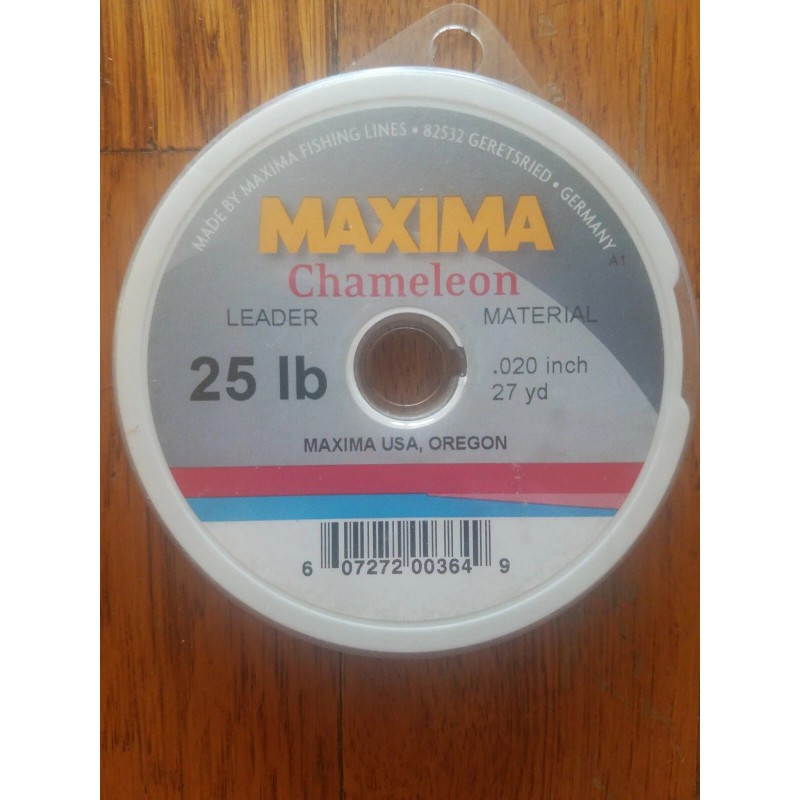 MADE BY MAXIMA FISHING LINES • 82532 GERETSRIED • GERMANY
A1
MAXIMA
Chameleon
LEADER MATERIAL
25 lb
.020 inch
27 yd
MAXIMA USA, OREGON
6 07272 00364 9